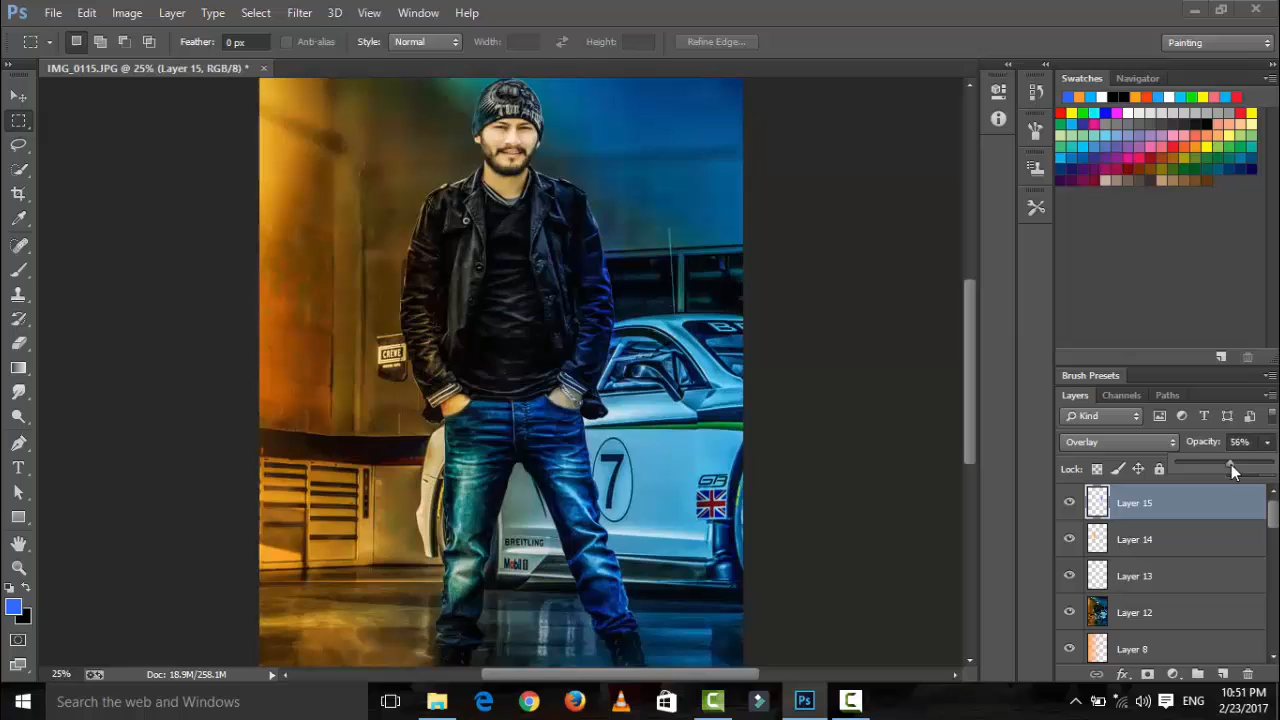 Ps File Edit Image Layer Type Select Filter 3D View Window Help
Feather: 0 px Anti-alias Style: Normal Width: Height: Refine Edge... Painting
IMG_0115.JPG @ 25% (Layer 15, RGB/8) *
Swatches Navigator
CREWE
7
GB
BREITLING
Mobil 1
Brush Presets
Layers Channels Paths
Kind
Overlay Opacity: 56%
Lock:
Layer 15
Layer 14
Layer 13
Layer 12
Layer 8
25% Doc: 18.9M/258.1M
Search the web and Windows
Ps
ENG
10:51 PM
2/23/2017